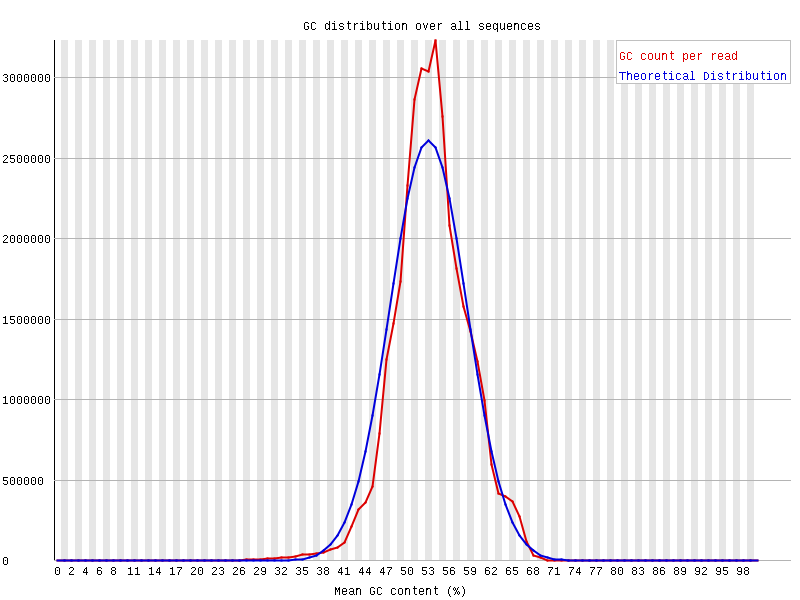 GC distribution over all sequences
GC count per read
Theoretical Distribution
3000000
2500000
2000000
1500000
1000000
500000
0
0 2 4 6 8 11 14 17 20 23 26 29 32 35 38 41 44 47 50 53 56 59 62 65 68 71 74 77 80 83 86 89 92 95 98
Mean GC content (%)